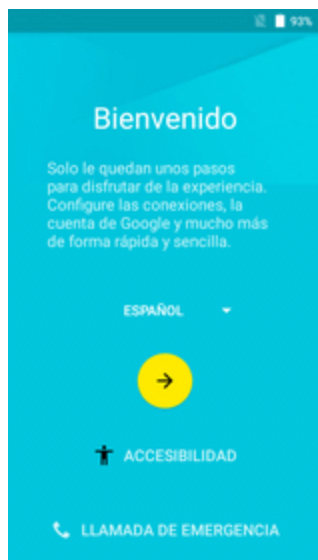 93%
Bienvenido
Solo le quedan unos pasos
para disfrutar de la experiencia.
Configure las conexiones, la
cuenta de Google y mucho más
de forma rápida y sencilla.
ESPAÑOL
ACCESIBILIDAD
LLAMADA DE EMERGENCIA